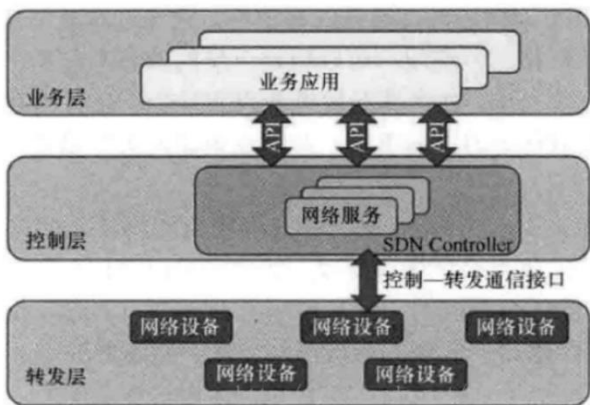 业务应用
业务层
API API API
网络服务
SDN Controller
控制层
控制—转发通信接口
网络设备 网络设备 网络设备
网络设备 网络设备
转发层